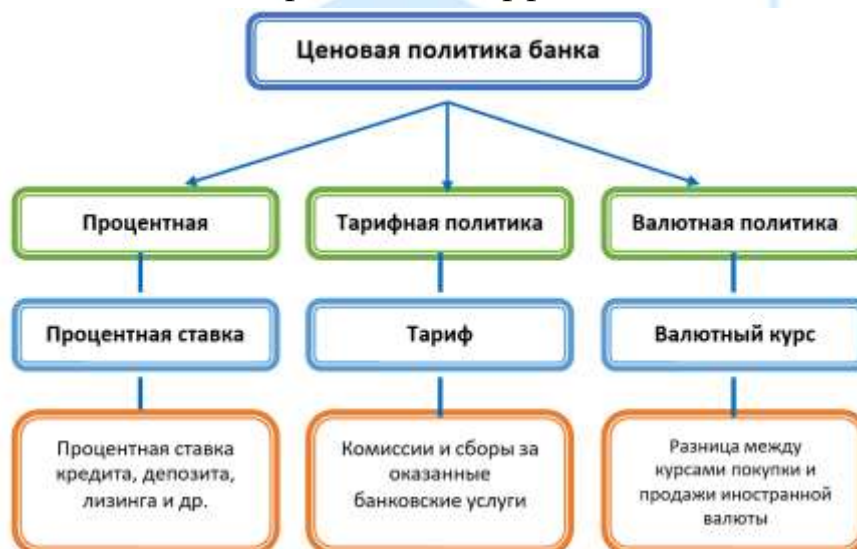 Ценовая политика банка
Процентная
Тарифная политика
Валютная политика
Процентная ставка
Тариф
Валютный курс
Процентная ставка
кредита, депозита,
лизинга и др.
Комиссии и сборы за
оказанные
банковские услуги
Разница между
курсами покупки и
продажи иностранной
валюты